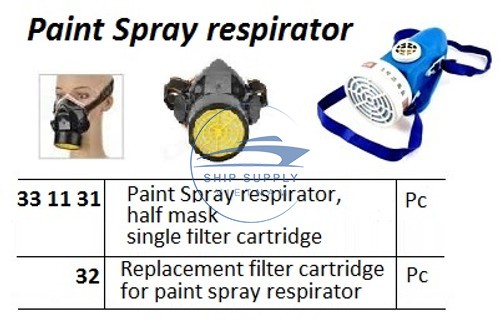 Paint Spray respirator
SHIP SUPPLY
VIETNAM
33 11 31 Paint Spray respirator, Pc
half mask
single filter cartridge
32 Replacement filter cartridge Pc
for paint spray respirator